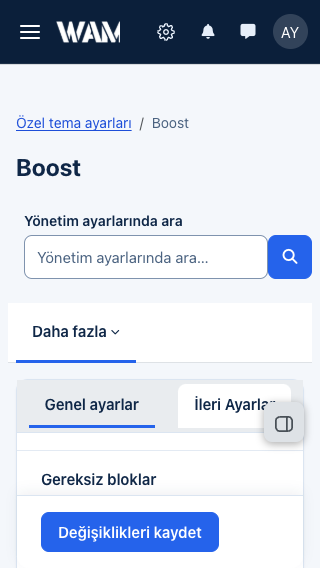 WAM
AY
Özel tema ayarları / Boost
Boost
Yönetim ayarlarında ara
Yönetim ayarlarında ara...
Daha fazla
Genel ayarlar
İleri Ayarlar
Gereksiz bloklar
Değişiklikleri kaydet